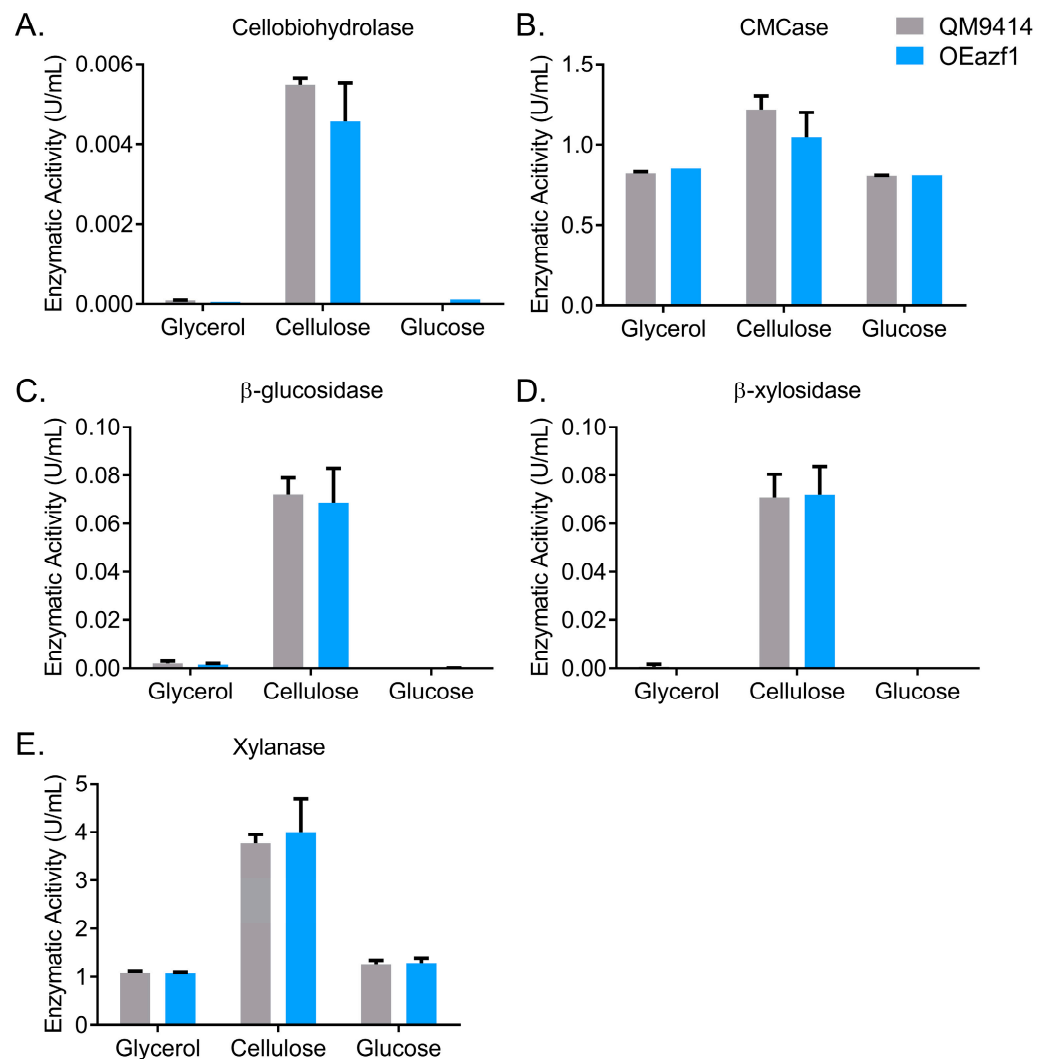 A.
Cellobiohydrolase
Enzymatic Acitivity (U/mL)
0.006
0.004
0.002
0.000
Glycerol Cellulose Glucose
B.
CMCase
QM9414
OEazf1
Enzymatic Acitivity (U/mL)
1.5
1.0
0.5
0.0
Glycerol Cellulose Glucose
C.
β-glucosidase
Enzymatic Acitivity (U/mL)
0.10
0.08
0.06
0.04
0.02
0.00
Glycerol Cellulose Glucose
D.
β-xylosidase
Enzymatic Acitivity (U/mL)
0.10
0.08
0.06
0.04
0.02
0.00
Glycerol Cellulose Glucose
E.
Xylanase
Enzymatic Acitivity (U/mL)
5
4
3
2
1
0
Glycerol Cellulose Glucose